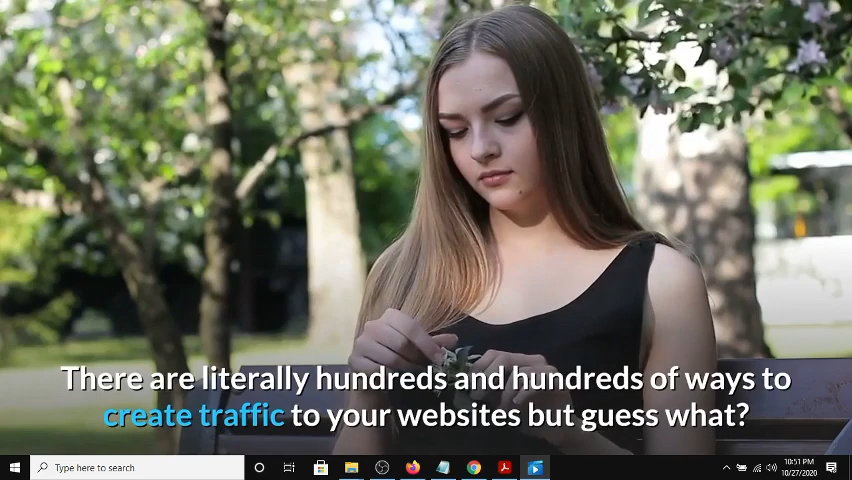 There are literally hundreds and hundreds of ways to
create traffic to your websites but guess what?
Type here to search
10:51 PM
10/27/2020